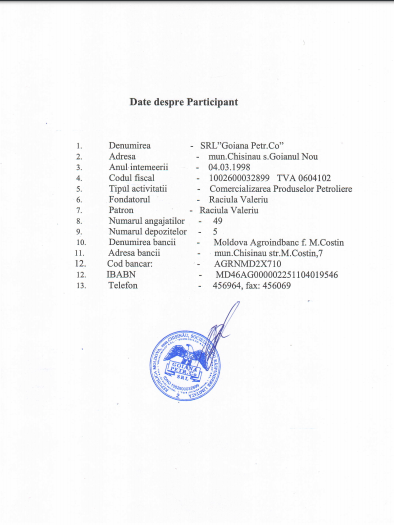 Date despre Participant
1. Denumirea - SRL"Goiana Petr.Co"
2. Adresa - mun.Chisinau s.Goianul Nou
3. Anul intemeerii - 04.03.1998
4. Codul fiscal - 1002600032899 TVA 0604102
5. Tipul activitatii - Comercializarea Produselor Petroliere
6. Fondatorul - Raciula Valeriu
7. Patron - Raciula Valeriu
8. Numarul angajatilor - 49
9. Numarul depozitelor - 5
10. Denumirea bancii - Moldova Agroindbanc f. M.Costin
11. Adresa bancii - mun.Chisinau str.M.Costin,7
12. Cod bancar: - AGRNMD2X710
12. IBABN - MD46AG000002251104019546
13. Telefon - 456964, fax: 456069
GOIANA
PETR.CO
S.R.L.